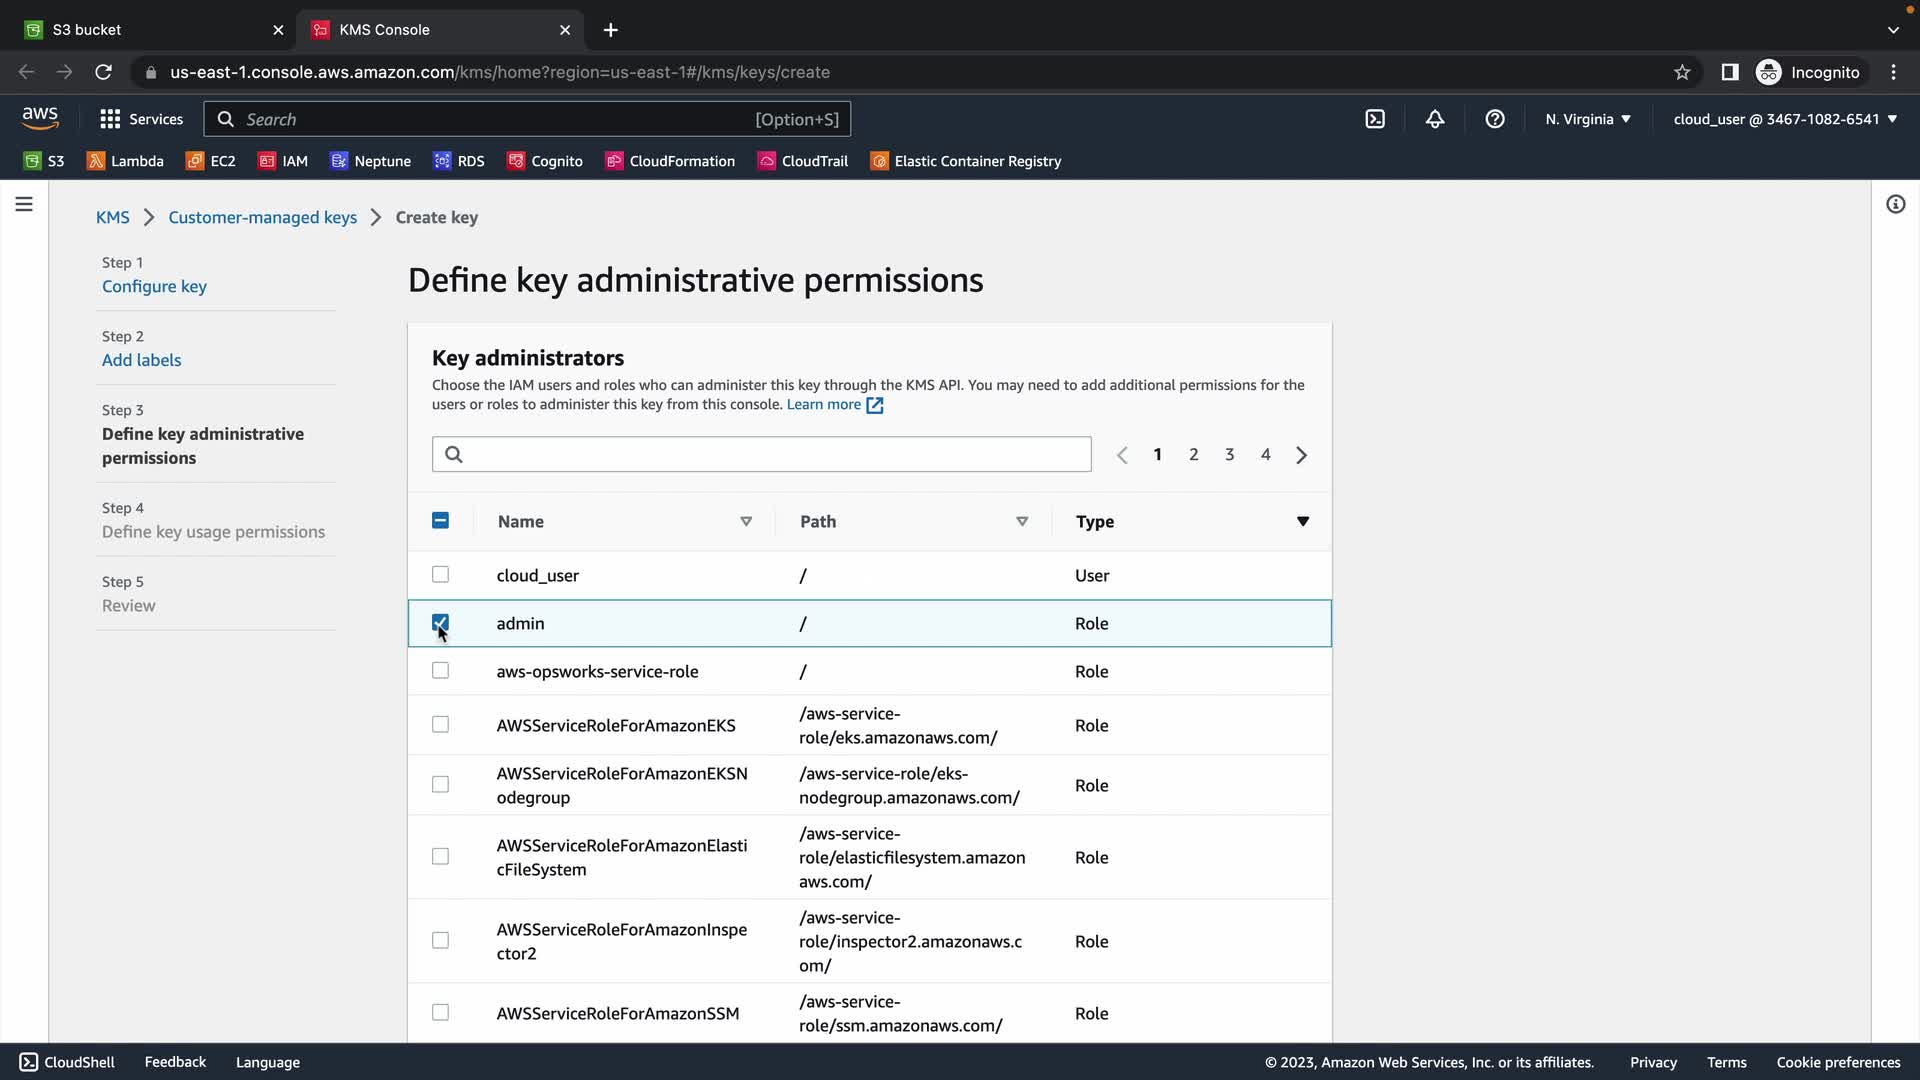 S3 bucket
KMS Console
us-east-1.console.aws.amazon.com/kms/home?region=us-east-1#/kms/keys/create
Incognito
aws
Services
Search
[Option+S]
N. Virginia
cloud_user @ 3467-1082-6541
S3
Lambda
EC2
IAM
Neptune
RDS
Cognito
CloudFormation
CloudTrail
Elastic Container Registry
KMS
Customer-managed keys
Create key
Step 1
Configure key
Step 2
Add labels
Step 3
Define key administrative
permissions
Step 4
Define key usage permissions
Step 5
Review
Define key administrative permissions
Key administrators
Choose the IAM users and roles who can administer this key through the KMS API. You may need to add additional permissions for the
users or roles to administer this key from this console. Learn more
1 2 3 4
Name Path Type
cloud_user / User
admin / Role
aws-opsworks-service-role / Role
AWSServiceRoleForAmazonEKS
/aws-service-
role/eks.amazonaws.com/
Role
AWSServiceRoleForAmazonEKSN
odegroup
/aws-service-role/eks-
nodegroup.amazonaws.com/
Role
AWSServiceRoleForAmazonElasti
cFileSystem
/aws-service-
role/elasticfilesystem.amazon
aws.com/
Role
AWSServiceRoleForAmazonInspe
ctor2
/aws-service-
role/inspector2.amazonaws.c
om/
Role
AWSServiceRoleForAmazonSSM
/aws-service-
role/ssm.amazonaws.com/
Role
CloudShell
Feedback
Language
© 2023, Amazon Web Services, Inc. or its affiliates.
Privacy
Terms
Cookie preferences